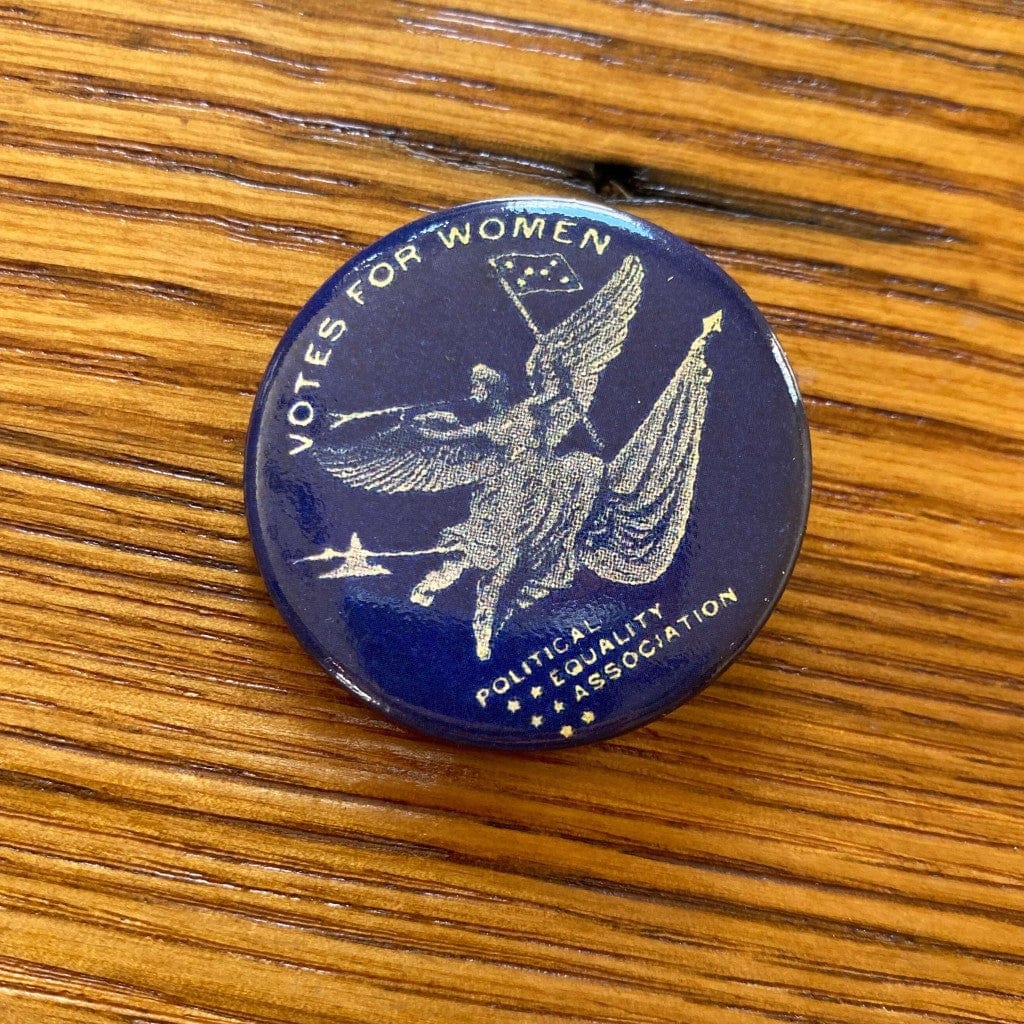 VOTES FOR WOMEN
POLITICAL
EQUALITY
ASSOCIATION